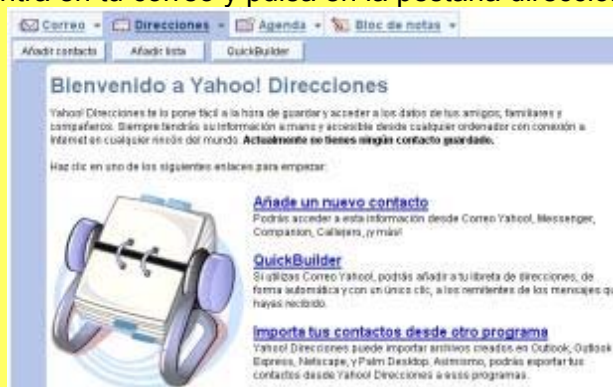 en tu correo y pulsa en la pestaña
Correo Direcciones Agenda Bloc de notas
Añadir contacto Añadir lista QuickBuilder
Bienvenido a Yahoo! Direcciones
Yahoo! Direcciones te lo pone fácil a la hora de guardar y acceder a los datos de tus amigos, familiares y
compañeros. Siempre tendrás su información a mano y accesible desde cualquier ordenador con conexión a
Internet en cualquier rincón del mundo. Actualmente no tienes ningún contacto guardado.
Haz clic en uno de los siguientes enlaces para empezar:
Añade un nuevo contacto
Podrás acceder a esta información desde Correo Yahoo!, Messenger,
Companion, Callejero, ¡y más!
QuickBuilder
Si utilizas Correo Yahoo!, podrás añadir a tu libreta de direcciones, de
forma automática y con un único clic, a los remitentes de los mensajes que
hayas recibido.
Importa tus contactos desde otro programa
Yahoo! Direcciones puede importar archivos creados en Outlook, Outlook
Express, Netscape, y Palm Desktop. Asimismo, podrás exportar tus
contactos desde Yahoo! Direcciones a esos programas.